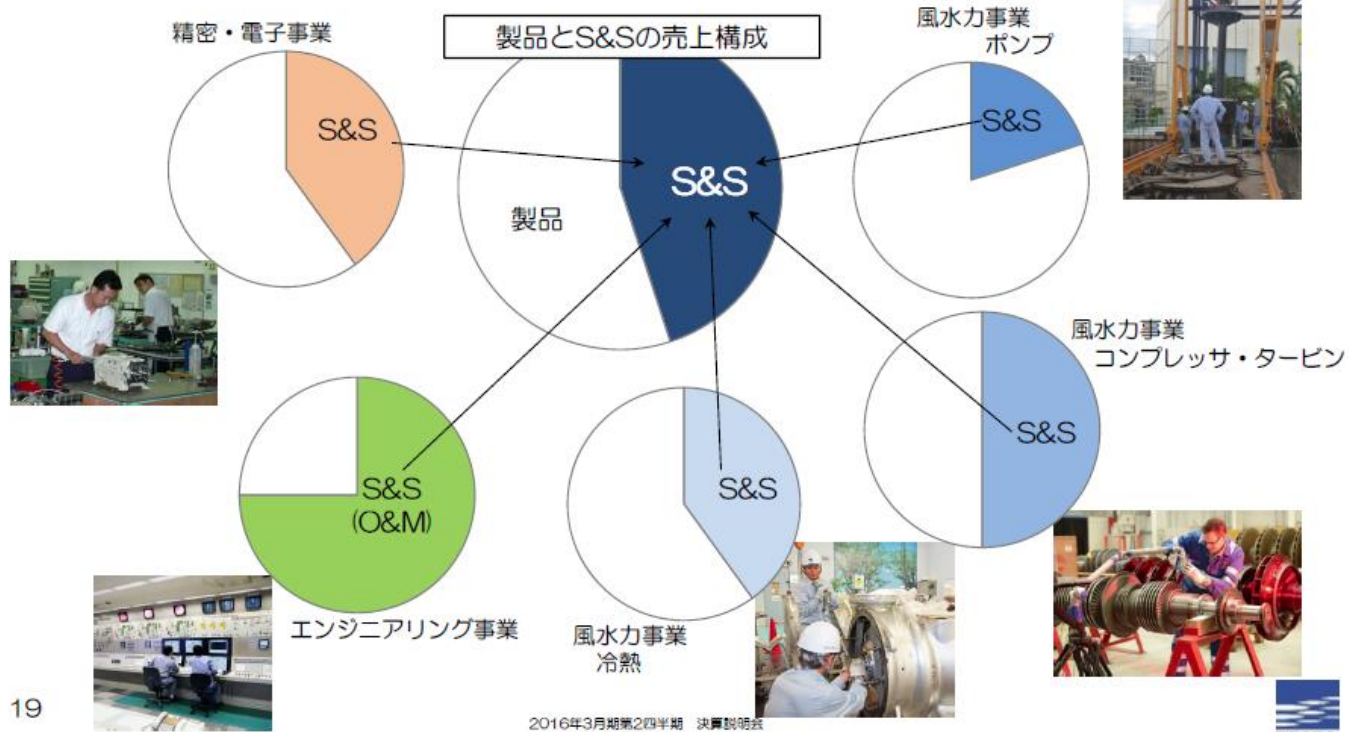 製品とS&Sの売上構成
精密・電子事業
S&S
製品
S&S
風水力事業
ポンプ
S&S
風水力事業
コンプレッサ・タービン
S&S
S&S
(O&M)
エンジニアリング事業
S&S
風水力事業
冷熱
19
2016年3月期第2四半期 決算説明会